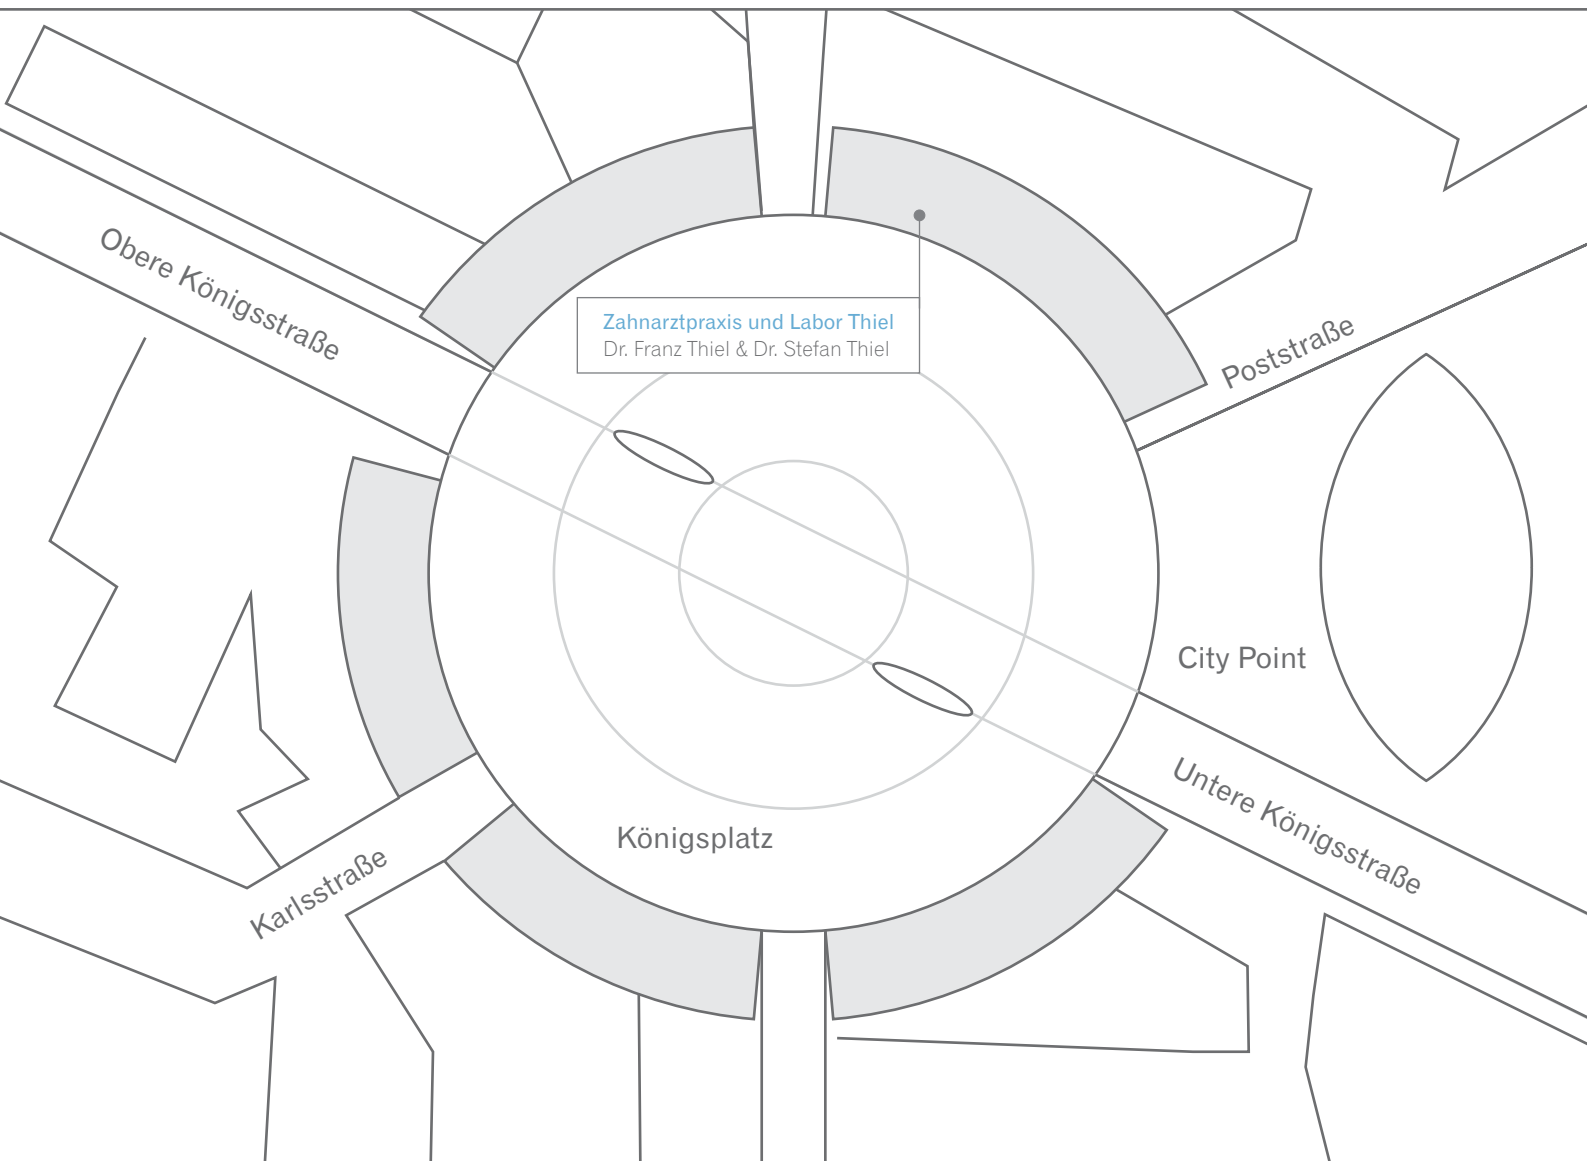 Obere Königsstraße
Zahnarztpraxis und Labor Thiel
Dr. Franz Thiel & Dr. Stefan Thiel
Poststraße
City Point
Untere Königsstraße
Königsplatz
Karlsstraße